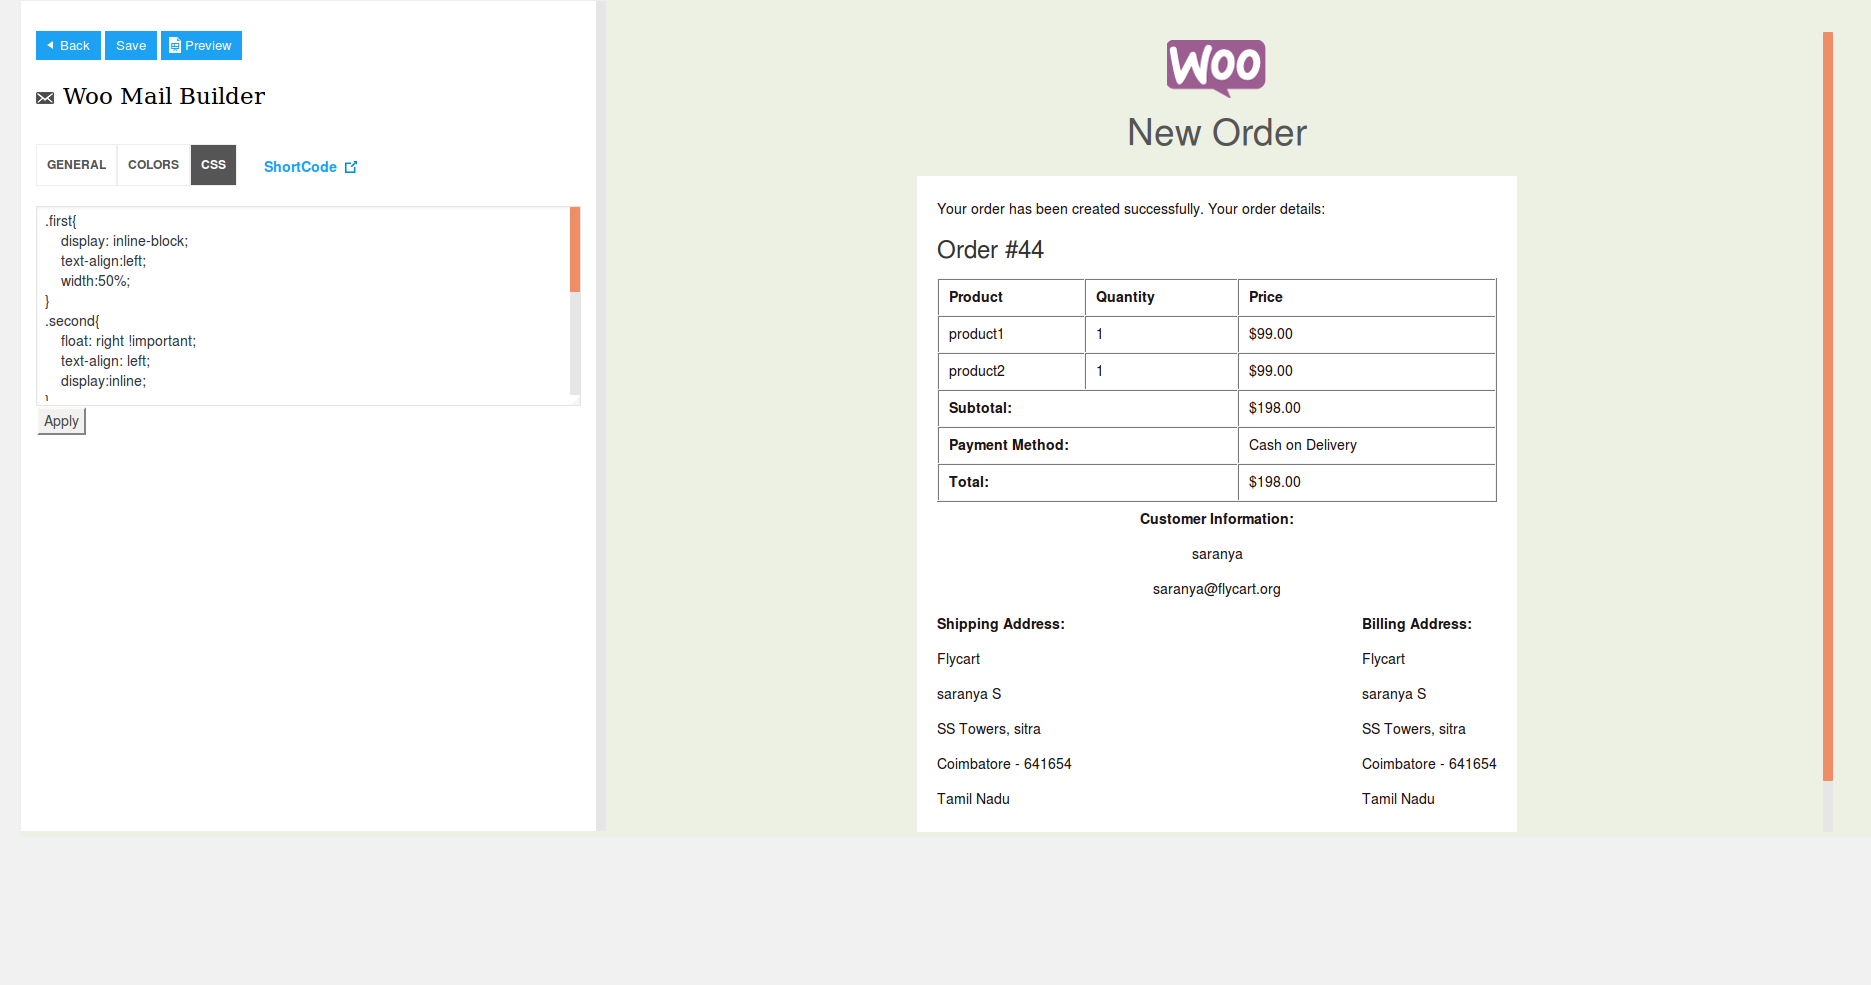 Back Save Preview
Woo Mail Builder
GENERAL COLORS CSS ShortCode
.first{
display: inline-block;
text-align:left;
width:50%;
}
.second{
float: right !important;
text-align: left;
display:inline;
}
Apply
WOO
New Order
Your order has been created successfully. Your order details:
Order #44
Product Quantity Price
product1 1 $99.00
product2 1 $99.00
Subtotal: $198.00
Payment Method: Cash on Delivery
Total: $198.00
Customer Information:
saranya
saranya@flycart.org
Shipping Address: Billing Address:
Flycart Flycart
saranya S saranya S
SS Towers, sitra SS Towers, sitra
Coimbatore - 641654 Coimbatore - 641654
Tamil Nadu Tamil Nadu